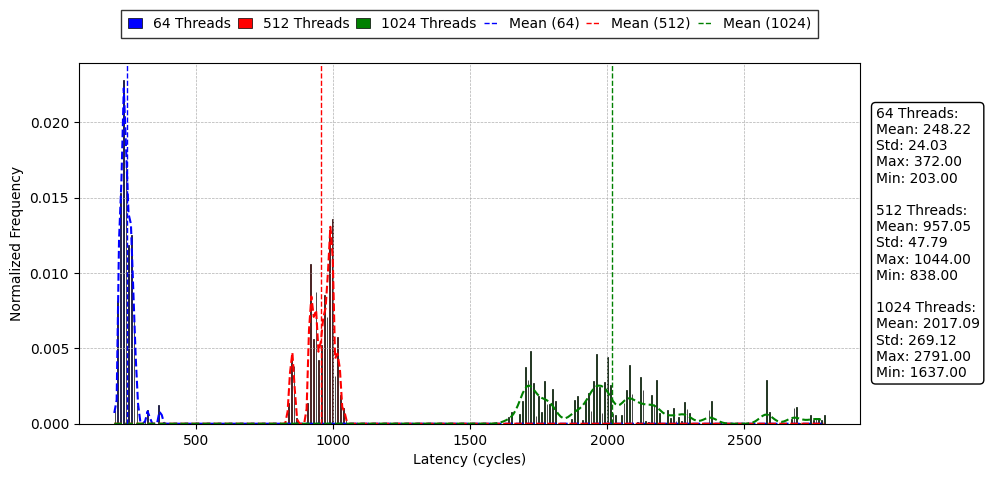 64 Threads 512 Threads 1024 Threads Mean (64) Mean (512) Mean (1024)
0.020
0.015
0.010
0.005
0.000
Normalized Frequency
500 1000 1500 2000 2500
Latency (cycles)
64 Threads:
Mean: 248.22
Std: 24.03
Max: 372.00
Min: 203.00
512 Threads:
Mean: 957.05
Std: 47.79
Max: 1044.00
Min: 838.00
1024 Threads:
Mean: 2017.09
Std: 269.12
Max: 2791.00
Min: 1637.00